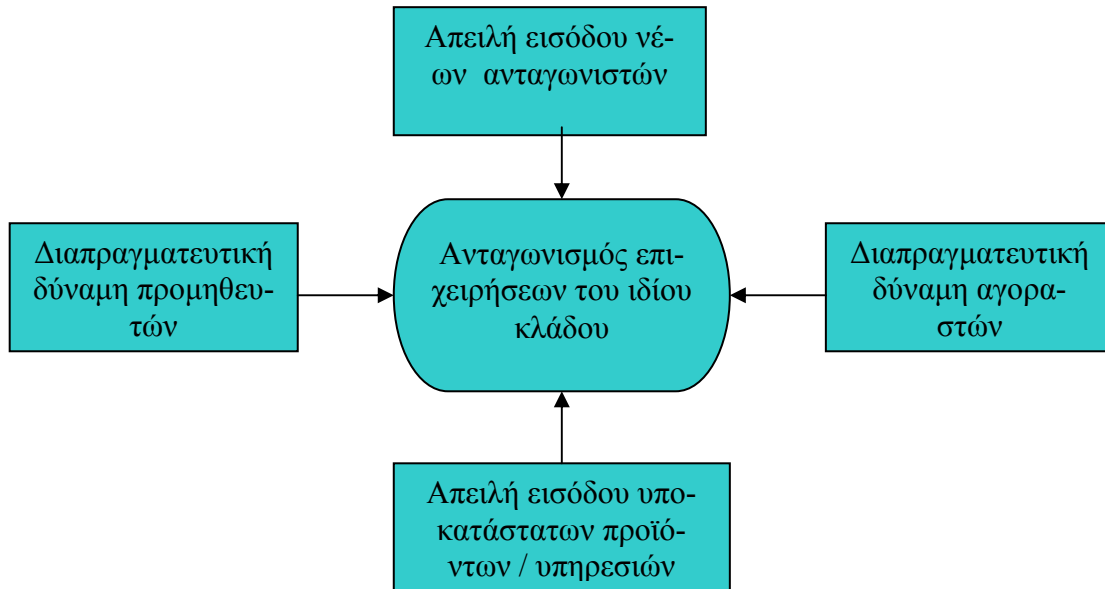 Απειλή εισόδου νέ-
ων ανταγωνιστών
Διαπραγματευτική
δύναμη προμηθευ-
τών
Ανταγωνισμός επι-
χειρήσεων του ιδίου
κλάδου
Διαπραγματευτική
δύναμη αγορα-
στών
Απειλή εισόδου υπο-
κατάστατων προϊό-
ντων / υπηρεσιών